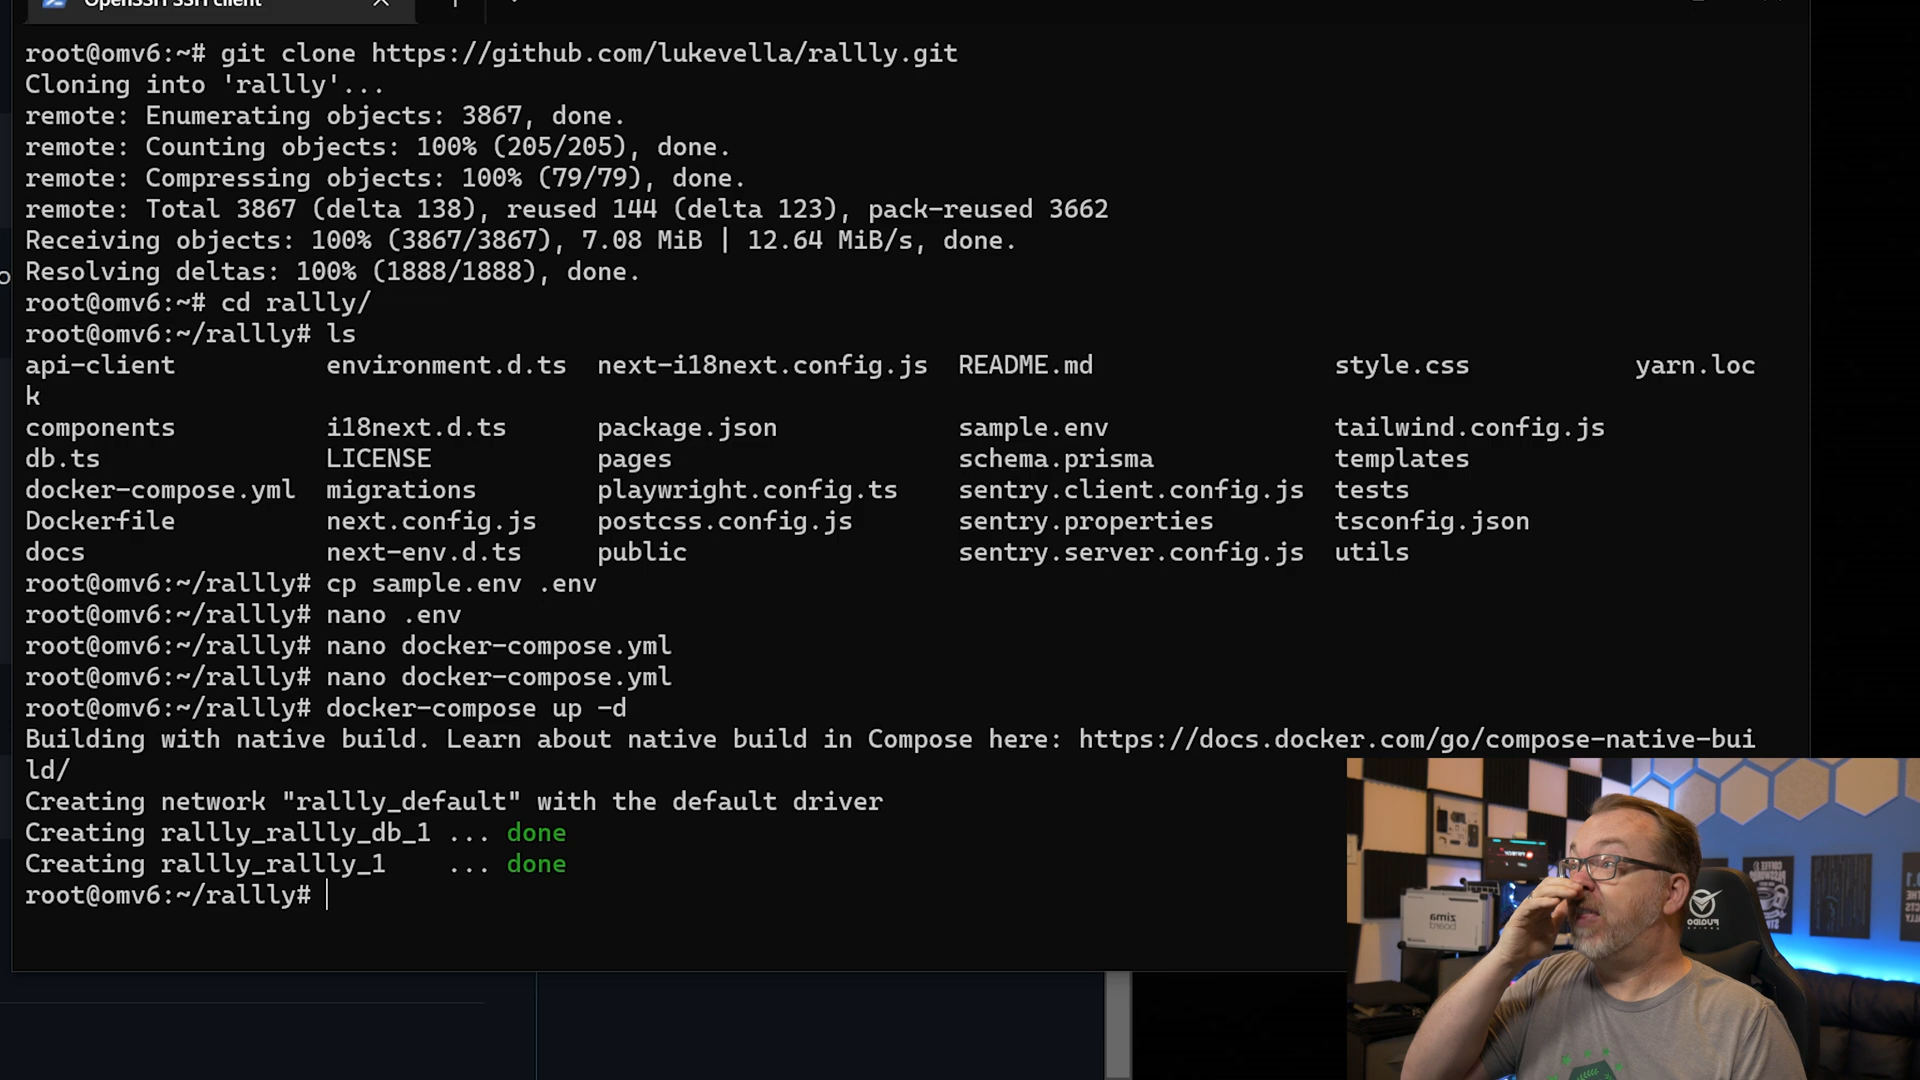 OpenSSH SSH client
root@omv6:~# git clone https://github.com/lukevella/rallly.git
Cloning into 'rallly'...
remote: Enumerating objects: 3867, done.
remote: Counting objects: 100% (205/205), done.
remote: Compressing objects: 100% (79/79), done.
remote: Total 3867 (delta 138), reused 144 (delta 123), pack-reused 3662
Receiving objects: 100% (3867/3867), 7.08 MiB | 12.64 MiB/s, done.
Resolving deltas: 100% (1888/1888), done.
root@omv6:~# cd rallly/
root@omv6:~/rallly# ls
api-client environment.d.ts next-i18next.config.js README.md style.css yarn.loc
k
components i18next.d.ts package.json sample.env tailwind.config.js
db.ts LICENSE pages schema.prisma templates
docker-compose.yml migrations playwright.config.ts sentry.client.config.js tests
Dockerfile next.config.js postcss.config.js sentry.properties tsconfig.json
docs next-env.d.ts public sentry.server.config.js utils
root@omv6:~/rallly# cp sample.env .env
root@omv6:~/rallly# nano .env
root@omv6:~/rallly# nano docker-compose.yml
root@omv6:~/rallly# nano docker-compose.yml
root@omv6:~/rallly# docker-compose up -d
Building with native build. Learn about native build in Compose here: https://docs.docker.com/go/compose-native-bui
ld/
Creating network "rallly_default" with the default driver
Creating rallly_rallly_db_1 ... done
Creating rallly_rallly_1 ... done
root@omv6:~/rallly#
zima
board